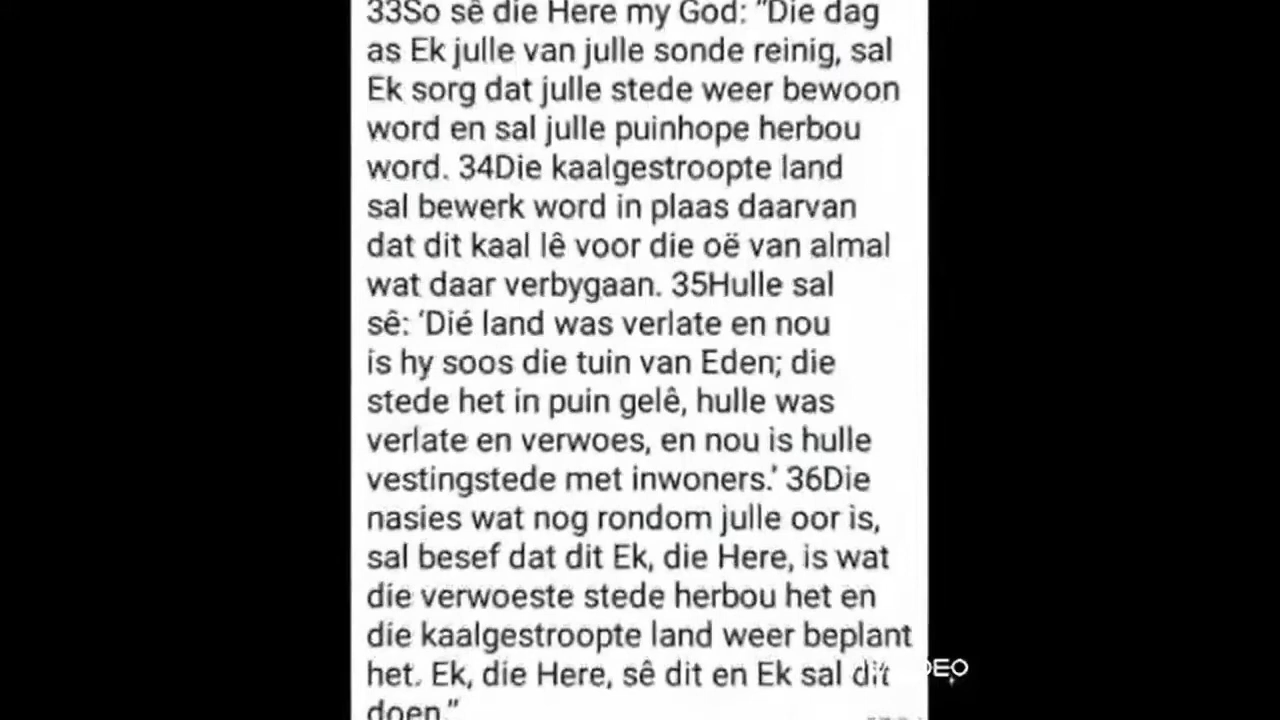 33So sê die Here my God: “Die dag
as Ek julle van julle sonde reinig, sal
Ek sorg dat julle stede weer bewoon
word en sal julle puinhope herbou
word. 34Die kaalgestroopte land
sal bewerk word in plaas daarvan
dat dit kaal lê voor die oë van almal
wat daar verbygaan. 35Hulle sal
sê: ‘Dié land was verlate en nou
is hy soos die tuin van Eden; die
stede het in puin gelê, hulle was
verlate en verwoes, en nou is hulle
vestingstede met inwoners.’ 36Die
nasies wat nog rondom julle oor is,
sal besef dat dit Ek, die Here, is wat
die verwoeste stede herbou het en
die kaalgestroopte land weer beplant
het. Ek, die Here, sê dit en Ek sal dit
doen.”